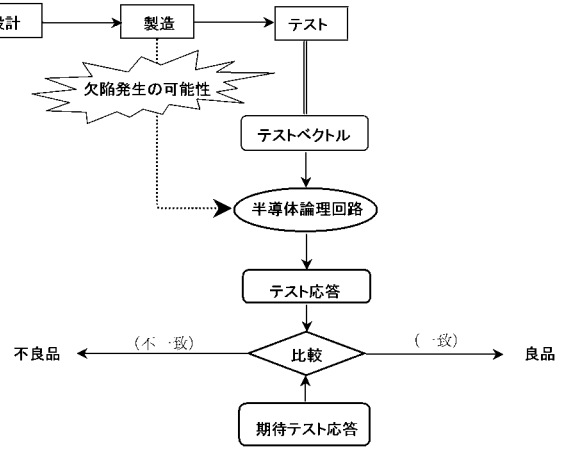 設計
製造
テスト
欠陥発生の可能性
テストベクトル
半導体論理回路
テスト応答
不良品
(不一致)
比較
(一致)
良品
期待テスト応答